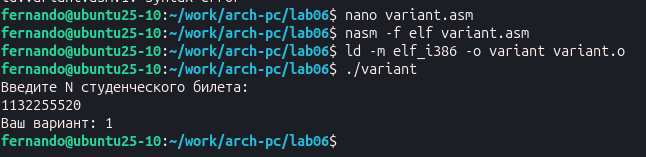 fernando@ubuntu25-10:~/work/arch-pc/lab06$ nano variant.asm
fernando@ubuntu25-10:~/work/arch-pc/lab06$ nasm -f elf variant.asm
fernando@ubuntu25-10:~/work/arch-pc/lab06$ ld -m elf_i386 -o variant variant.o
fernando@ubuntu25-10:~/work/arch-pc/lab06$ ./variant
Введите N студенческого билета:
1132255520
Ваш вариант: 1
fernando@ubuntu25-10:~/work/arch-pc/lab06$